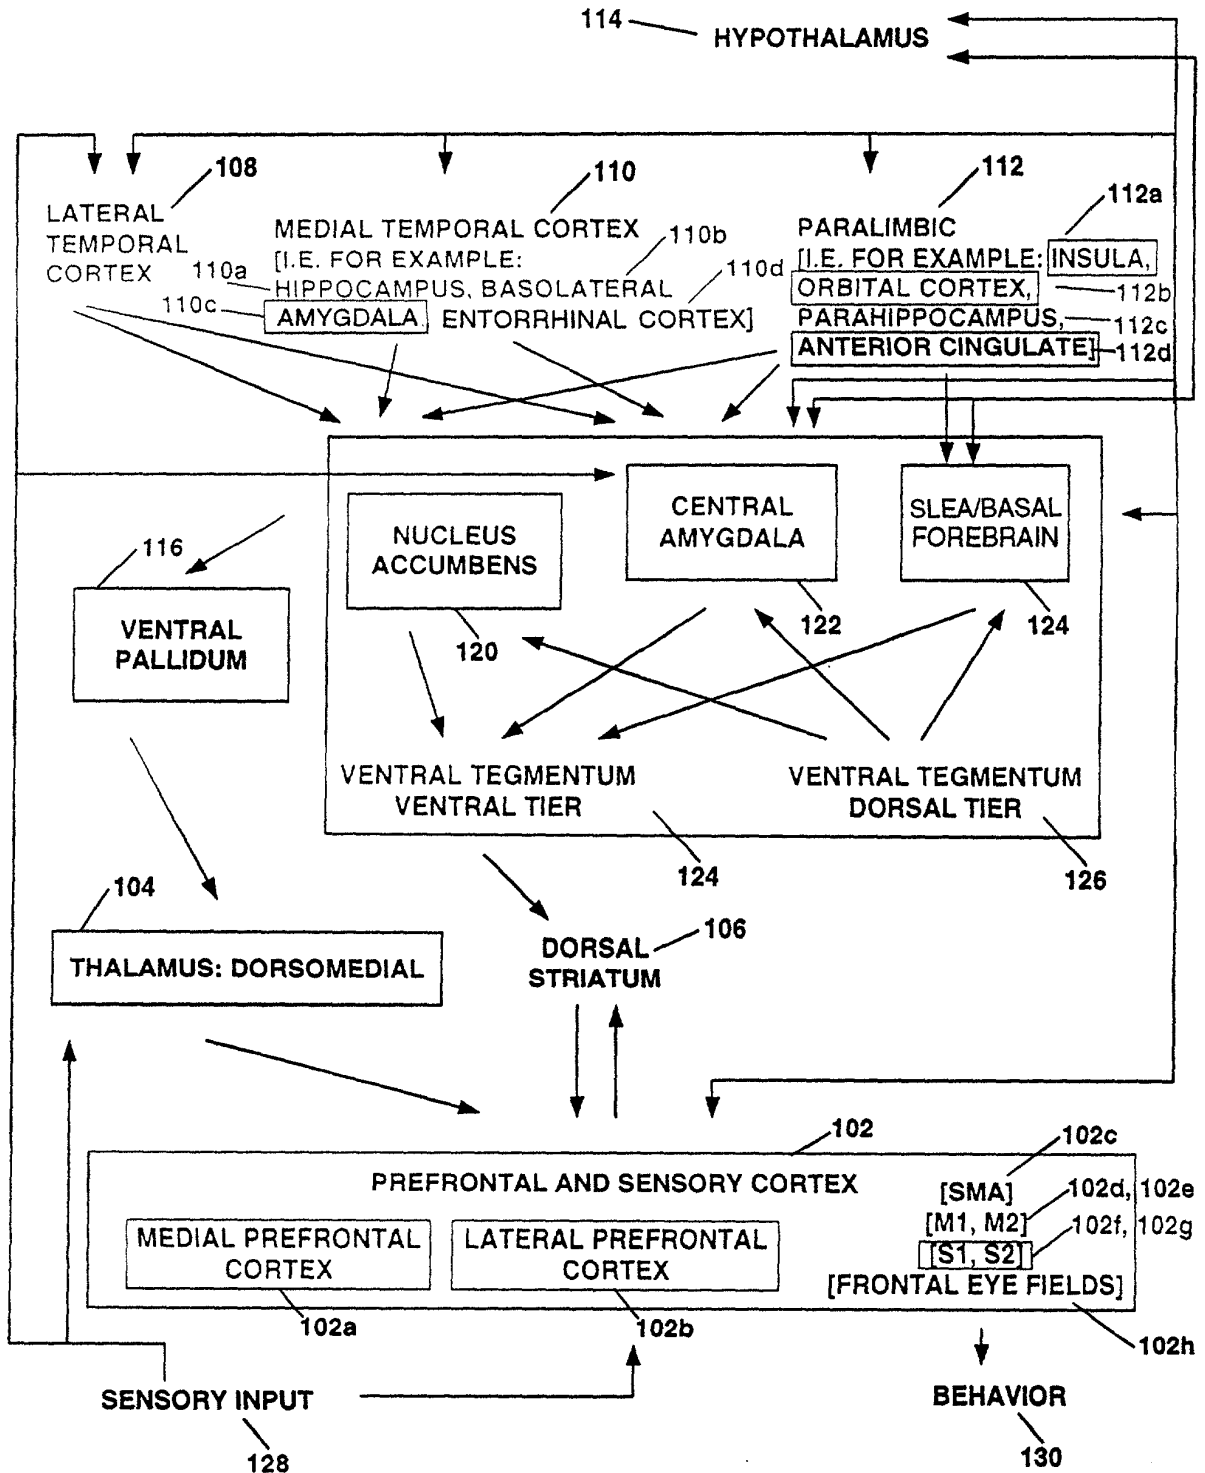 114
HYPOTHALAMUS
108
110
112
112a
LATERAL
TEMPORAL
CORTEX
MEDIAL TEMPORAL CORTEX
[I.E. FOR EXAMPLE:
110b
110a
HIPPOCAMPUS, BASOLATERAL
110d
110c
AMYGDALA, ENTORRHINAL CORTEX]
PARALIMBIC
[I.E. FOR EXAMPLE: INSULA,
ORBITAL CORTEX,
112b
PARAHIPPOCAMPUS,
112c
ANTERIOR CINGULATE]
112d
NUCLEUS
ACCUMBENS
120
CENTRAL
AMYGDALA
122
SLEA/BASAL
FOREBRAIN
124
116
VENTRAL
PALLIDUM
VENTRAL TEGMENTUM
VENTRAL TIER
124
VENTRAL TEGMENTUM
DORSAL TIER
126
104
THALAMUS: DORSOMEDIAL
106
DORSAL
STRIATUM
102
PREFRONTAL AND SENSORY CORTEX
102c
[SMA]
102d, 102e
[M1, M2]
102f, 102g
[S1, S2]
[FRONTAL EYE FIELDS]
102h
MEDIAL PREFRONTAL
CORTEX
102a
LATERAL PREFRONTAL
CORTEX
102b
SENSORY INPUT
128
BEHAVIOR
130